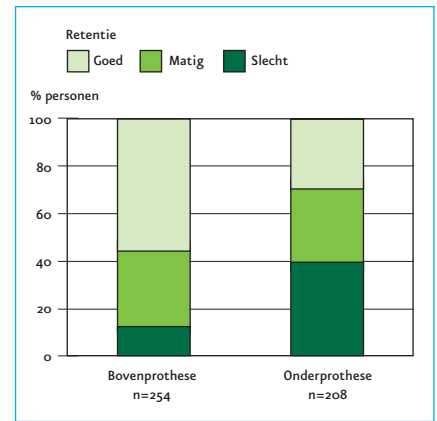 Retentie
Goed Matig Slecht
% personen
100
80
60
40
20
0
Bovenprothese Onderprothese
n=254 n=208